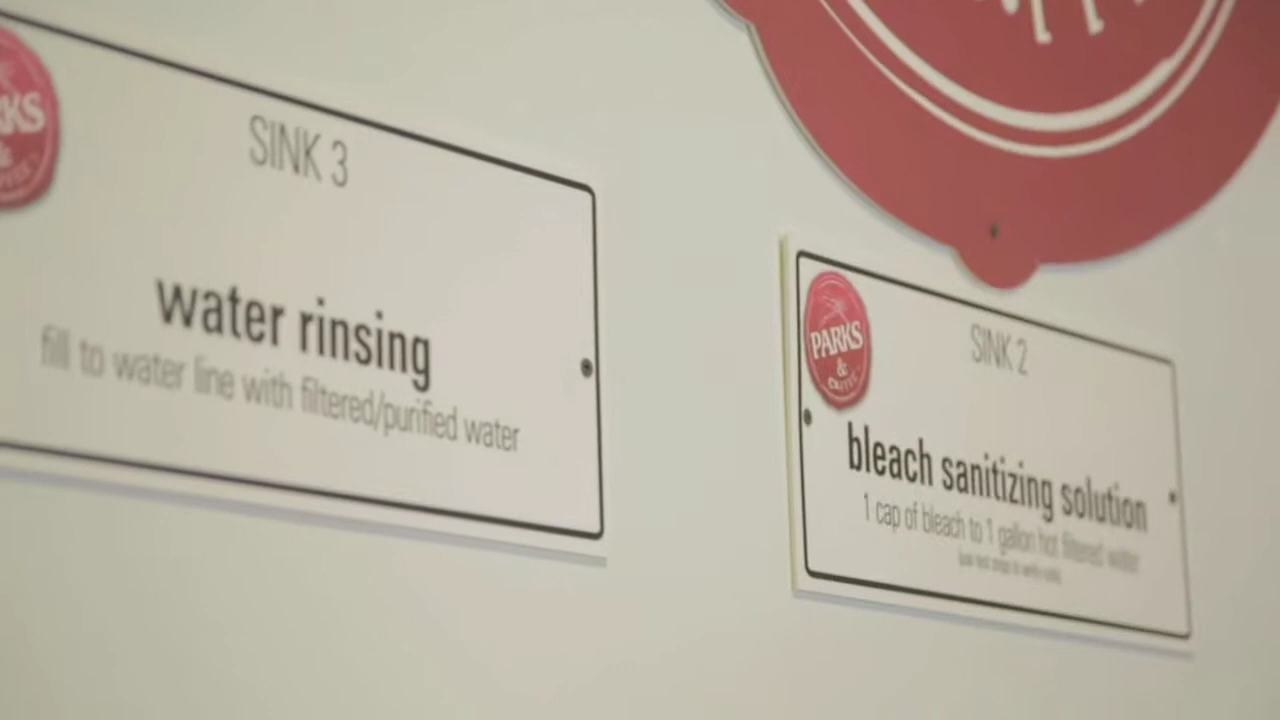 SINK 3
water rinsing
fill to water line with filtered/purified water
PARKS
&
SINK 2
bleach sanitizing solution
1 cap of bleach to 1 gallon hot filtered water